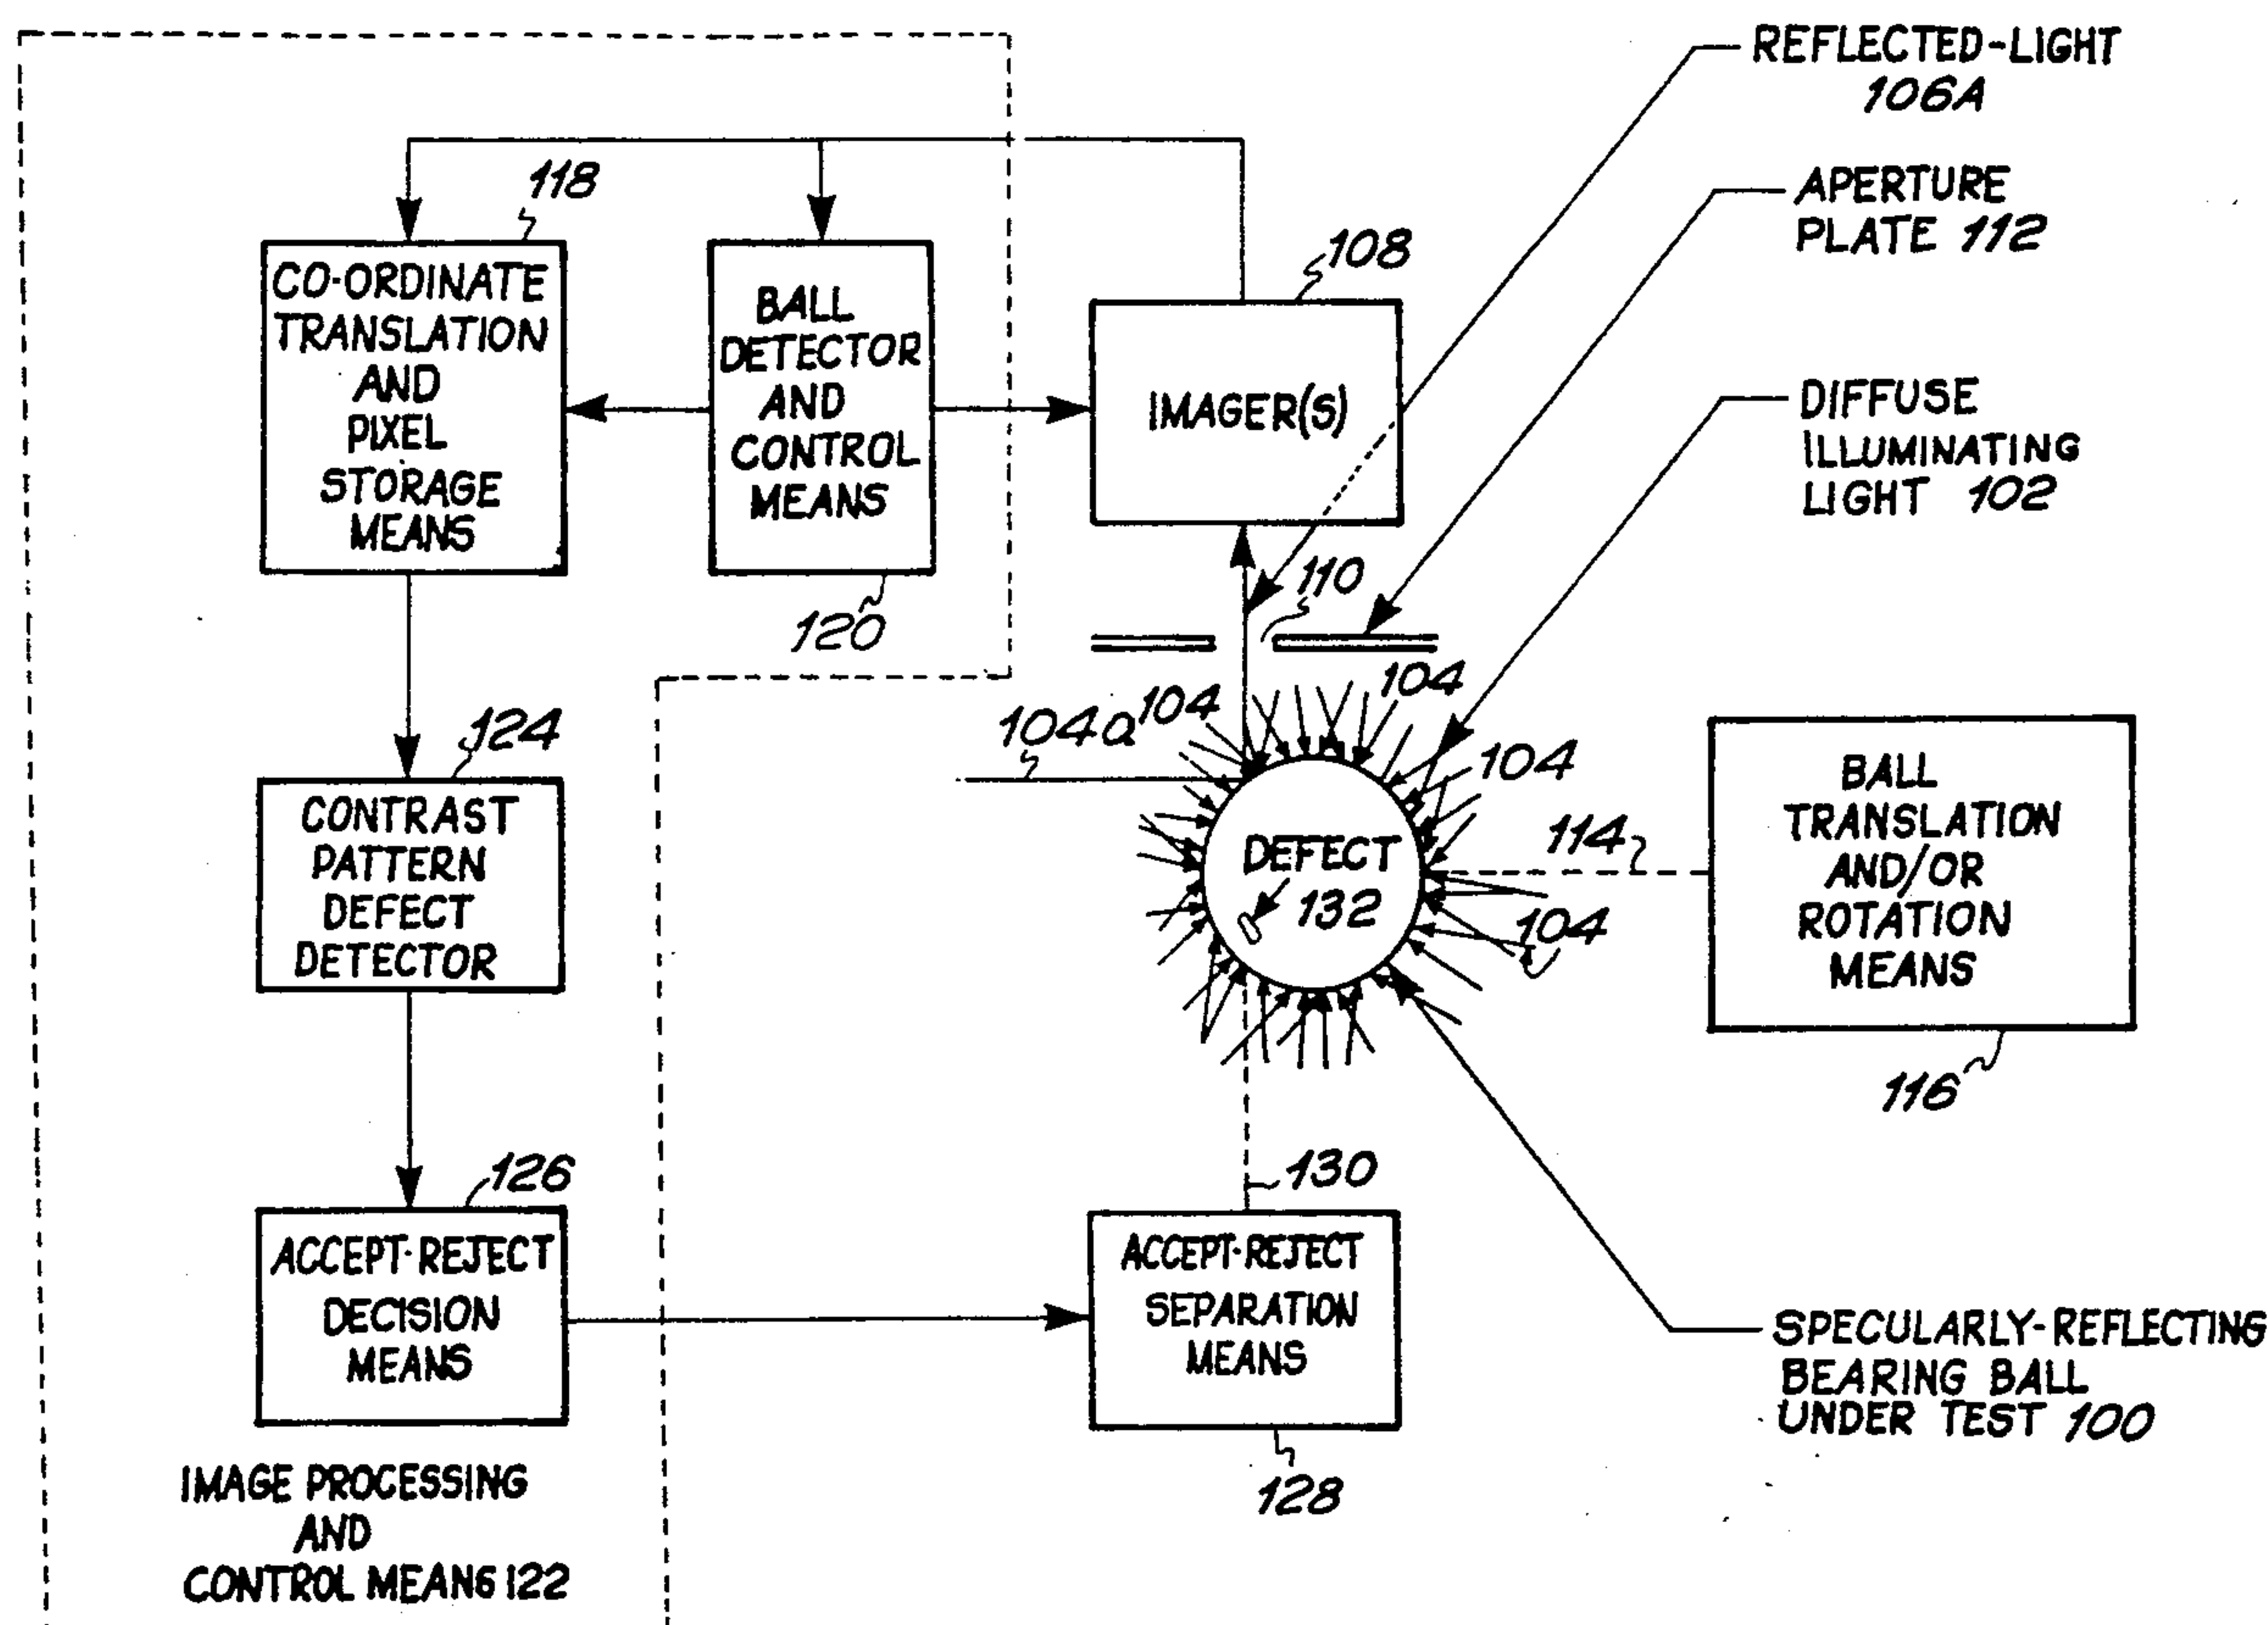 REFLECTED-LIGHT
106A
APERTURE
PLATE 112
DIFFUSE
ILLUMINATING
LIGHT 102
118
CO-ORDINATE
TRANSLATION
AND
PIXEL
STORAGE
MEANS
BALL
DETECTOR
AND
CONTROL
MEANS
120
108
IMAGER(S)
110
104
104
104a
104
104
DEFECT
132
114
BALL
TRANSLATION
AND/OR
ROTATION
MEANS
116
124
CONTRAST
PATTERN
DEFECT
DETECTOR
126
ACCEPT-REJECT
DECISION
MEANS
130
ACCEPT-REJECT
SEPARATION
MEANS
128
SPECULARLY-REFLECTING
BEARING BALL
UNDER TEST 100
IMAGE PROCESSING
AND
CONTROL MEANS 122